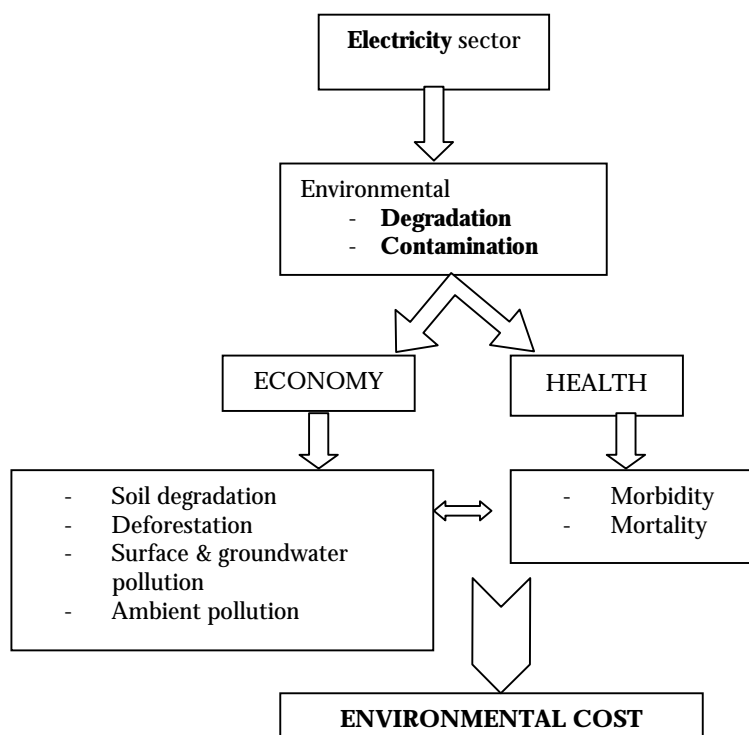 Electricity sector
Environmental
- Degradation
- Contamination
ECONOMY
HEALTH
- Soil degradation
- Deforestation
- Surface & groundwater
pollution
- Ambient pollution
- Morbidity
- Mortality
ENVIRONMENTAL COST